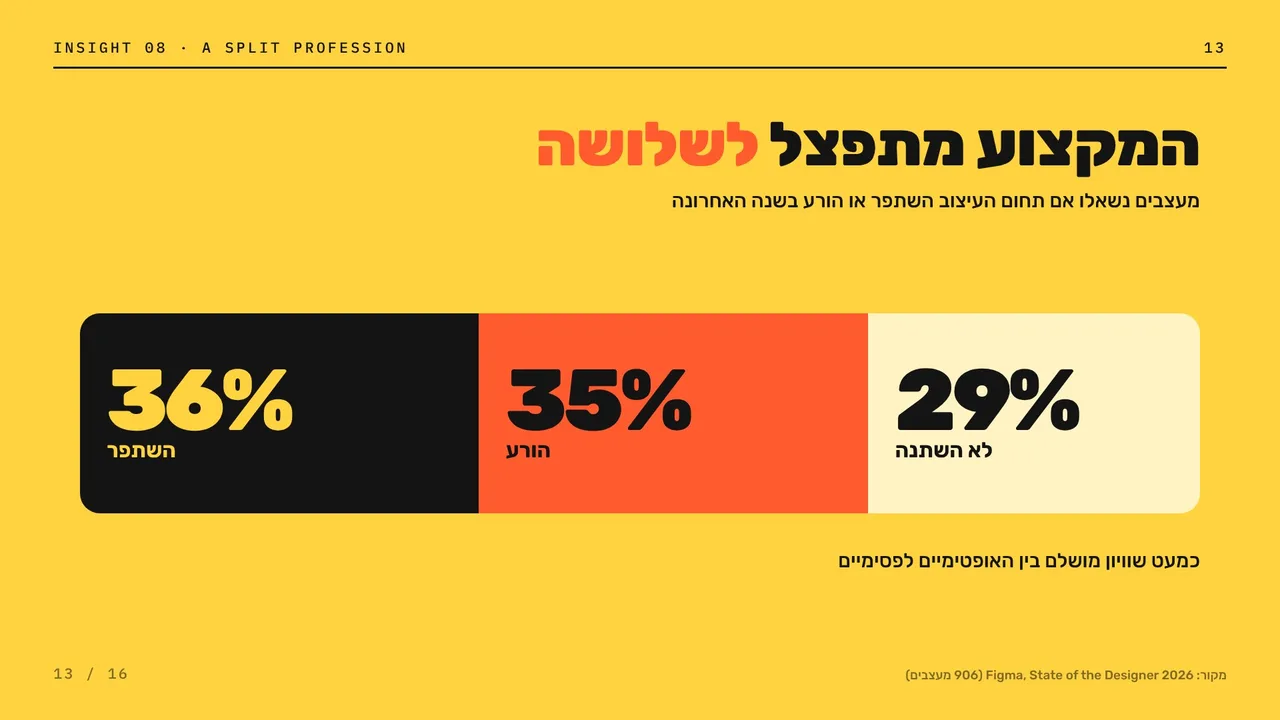 INSIGHT 08 · A SPLIT PROFESSION
13
המקצוע מתפצל לשלושה
מעצבים נשאלו אם תחום העיצוב השתפר או הורע בשנה האחרונה
36%
השתפר
35%
הורע
29%
לא השתנה
כמעט שוויון מושלם בין האופטימיים לפסימיים
13 / 16
מקור: Figma, State of the Designer 2026 (906 מעצבים)